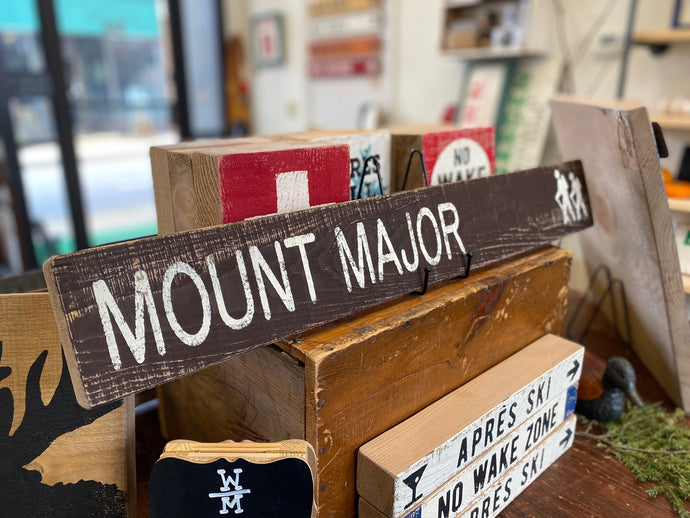 NO
WAKE
MOUNT MAJOR
APRÈS SKI
NO WAKE ZONE
APRÈS SKI
W
M